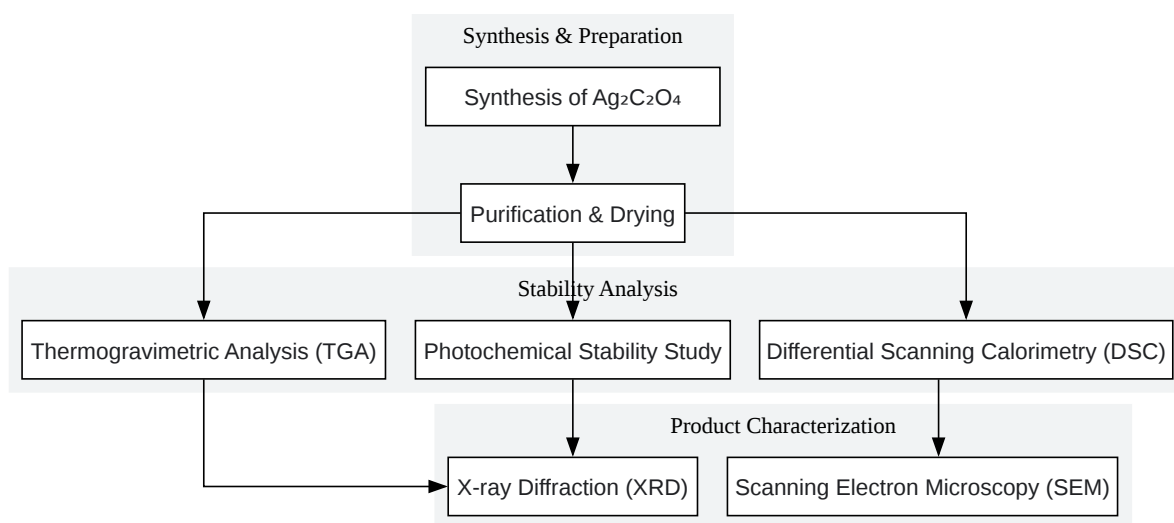 Synthesis & Preparation
Synthesis of Ag₂C₂O₄
Purification & Drying
Stability Analysis
Thermogravimetric Analysis (TGA)
Photochemical Stability Study
Differential Scanning Calorimetry (DSC)
Product Characterization
X-ray Diffraction (XRD)
Scanning Electron Microscopy (SEM)